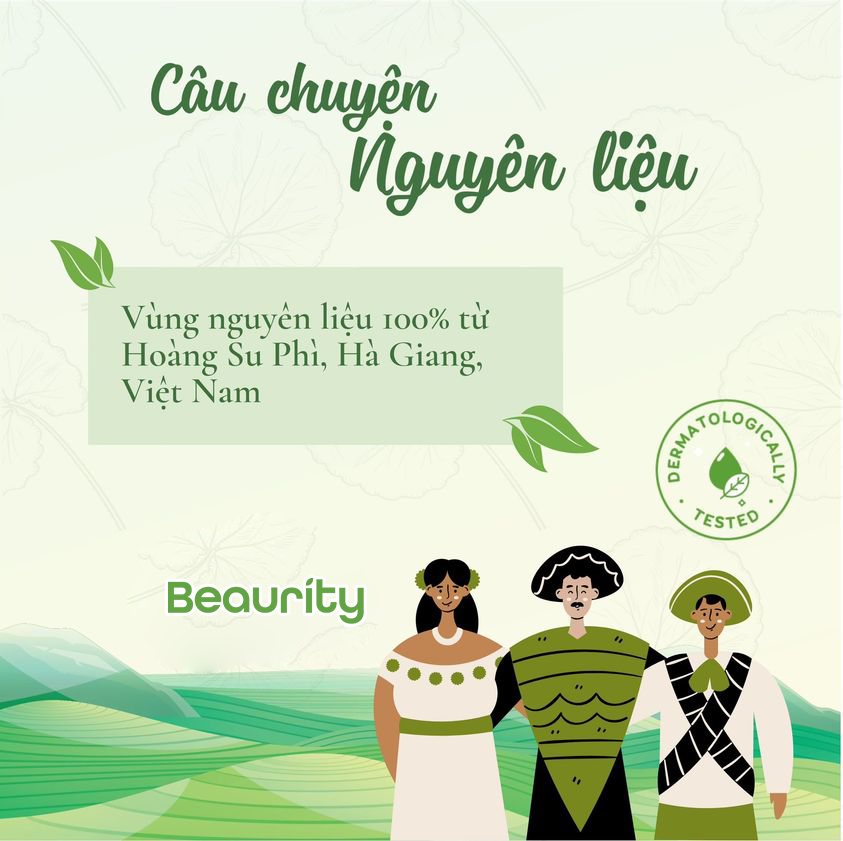 Câu chuyện
Nguyên liệu
Vùng nguyên liệu 100% từ
Hoàng Su Phì, Hà Giang,
Việt Nam
DERMATOLOGICALLY
TESTED
Beaurity